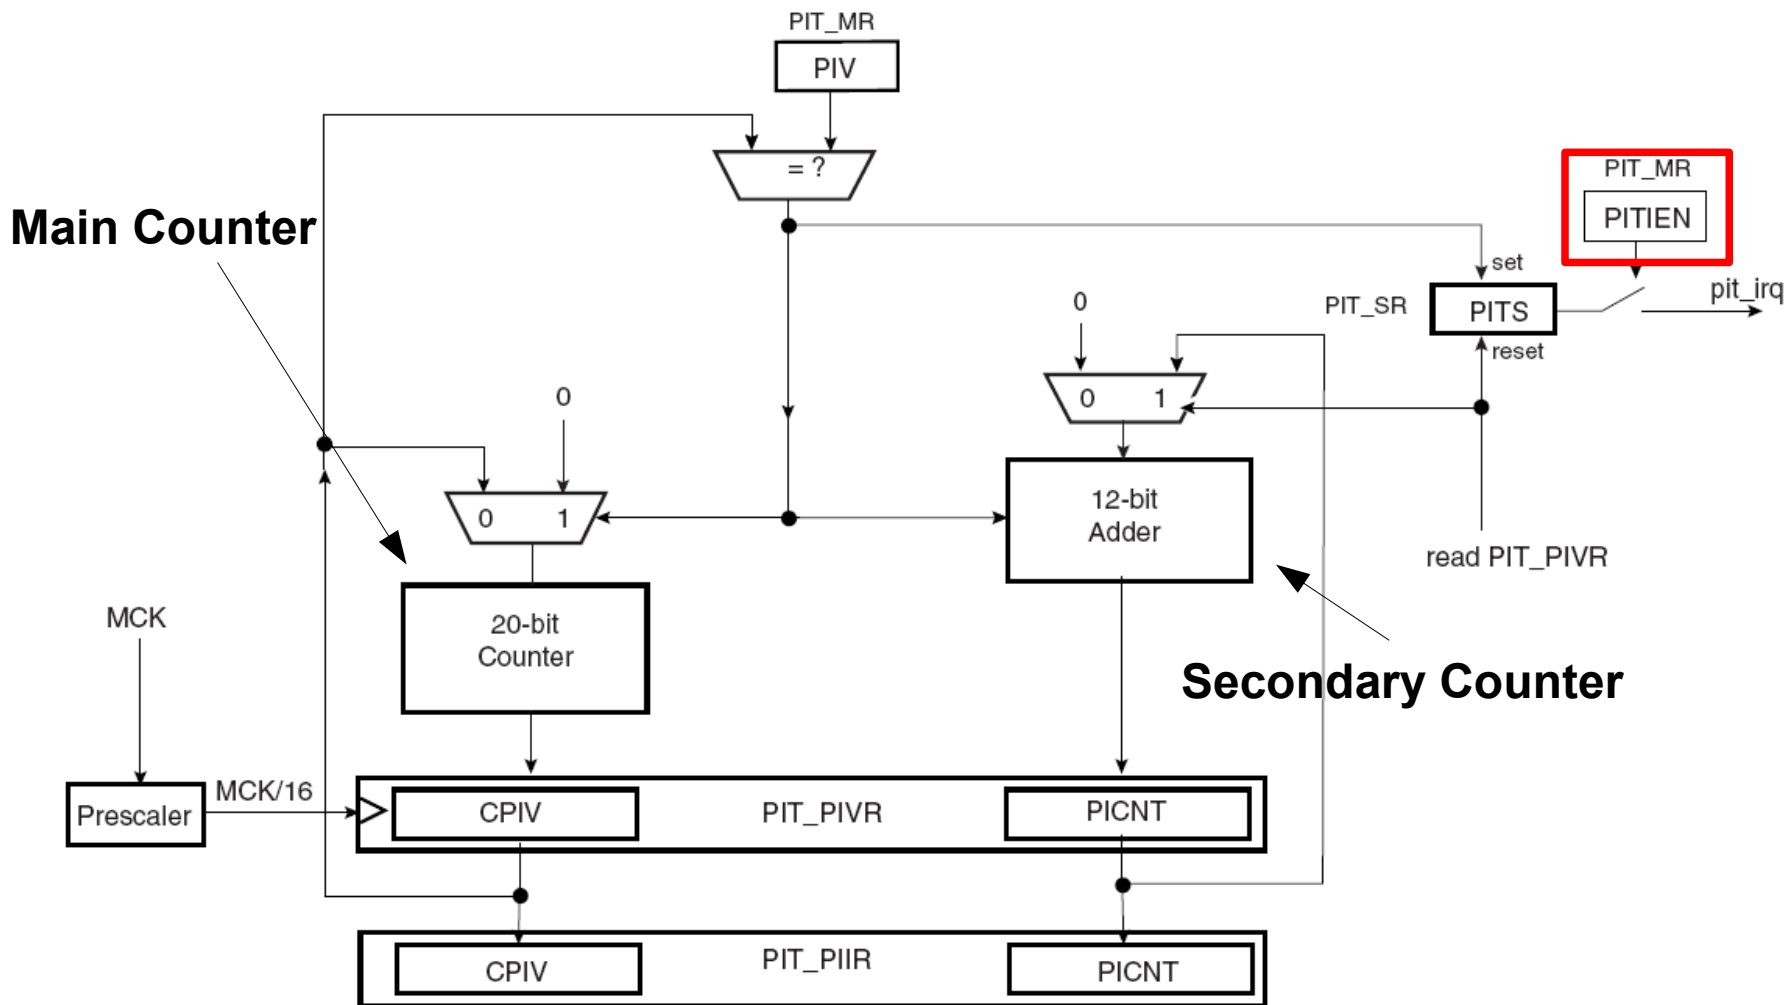 PIT_MR
PIV
= ?
PIT_MR
PITIEN
Main Counter
set
pit_irq
0
PIT_SR
PITS
reset
0
0 1
0 1
12-bit
Adder
read PIT_PIVR
MCK
20-bit
Counter
Secondary Counter
MCK/16
Prescaler
CPIV
PIT_PIVR
PICNT
CPIV
PIT_PIIR
PICNT